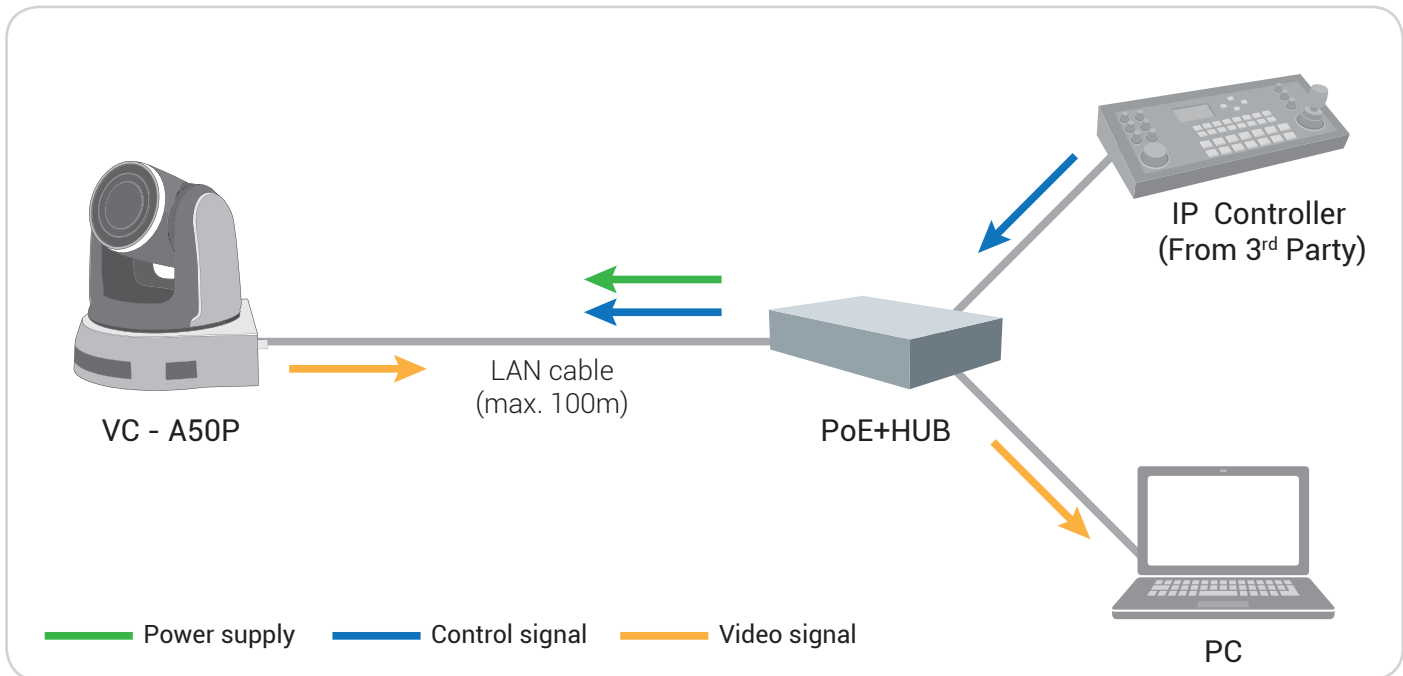 IP Controller
(From 3rd Party)
LAN cable
(max. 100m)
VC - A50P
PoE+HUB
Power supply
Control signal
Video signal
PC